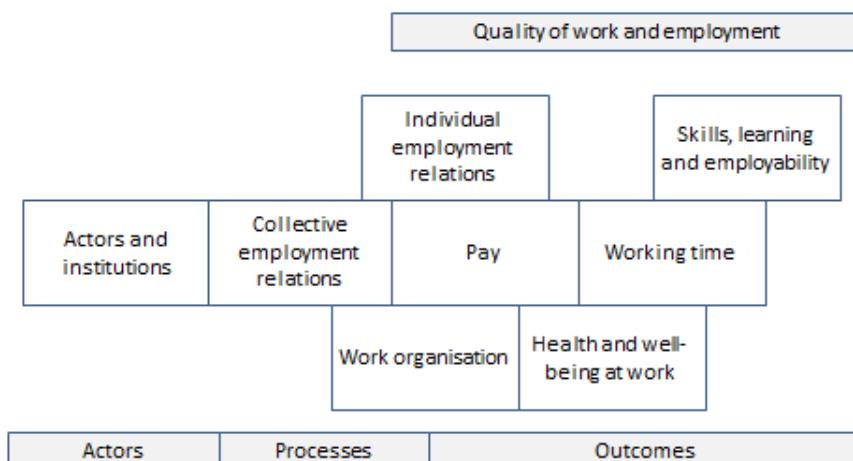 Quality of work and employment
Individual
employment
relations
Skills, learning
and employability
Actors and
institutions
Collective
employment
relations
Pay
Working time
Work organisation
Health and well-
being at work
Actors
Processes
Outcomes